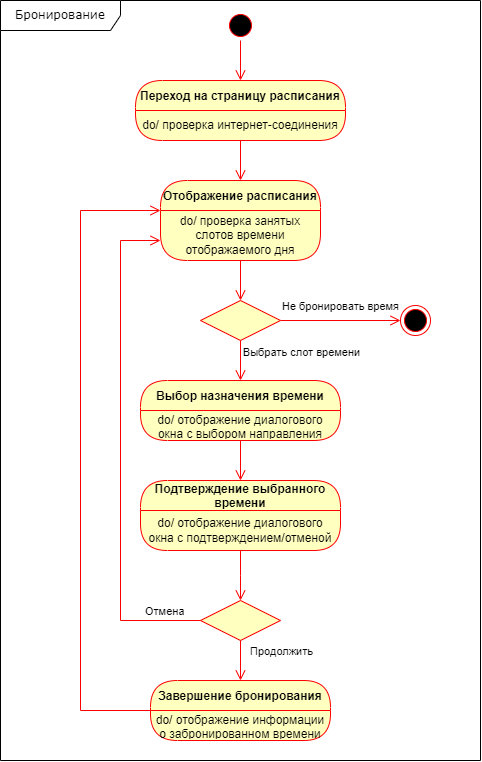 Бронирование
Переход на страницу расписания
do/ проверка интернет-соединения
Отображение расписания
do/ проверка занятых
слотов времени
отображаемого дня
Не бронировать время
Выбрать слот времени
Выбор назначения времени
do/ отображение диалогового
окна с выбором направления
Подтверждение выбранного
времени
do/ отображение диалогового
окна с подтверждением/отменой
Отмена
Продолжить
Завершение бронирования
do/ отображение информации
о забронированном времени